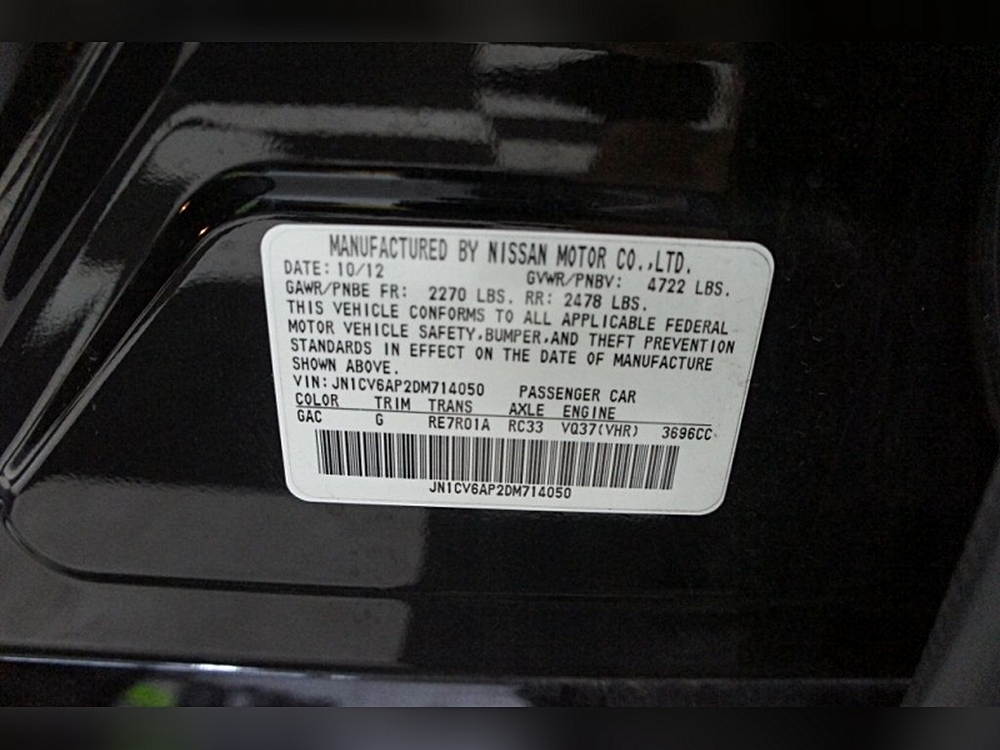 MANUFACTURED BY NISSAN MOTOR CO.,LTD.
DATE: 10/12 GVWR/PNBV: 4722 LBS.
GAWR/PNBE FR: 2270 LBS. RR: 2478 LBS.
THIS VEHICLE CONFORMS TO ALL APPLICABLE FEDERAL
MOTOR VEHICLE SAFETY,BUMPER,AND THEFT PREVENTION
STANDARDS IN EFFECT ON THE DATE OF MANUFACTURE
SHOWN ABOVE.
VIN: JN1CV6AP2DM714050 PASSENGER CAR
COLOR TRIM TRANS AXLE ENGINE
GAC G RE7R01A RC33 VQ37(VHR) 3696CC
JN1CV6AP2DM714050